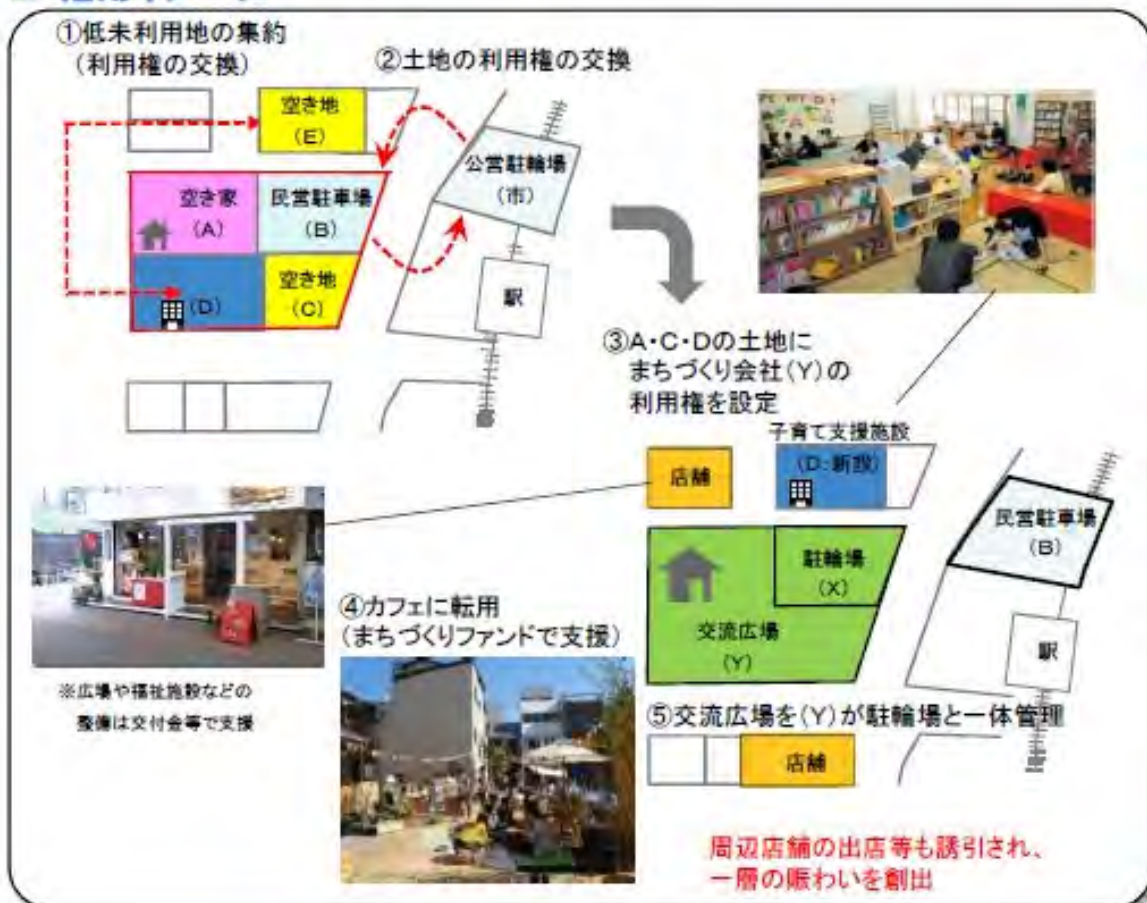 ①低未利用地の集約
(利用権の交換)
②土地の利用権の交換
空き地
(E)
公営駐輪場
(市)
空き家
(A)
民営駐車場
(B)
(D)
空き地
(C)
駅
③A・C・Dの土地に
まちづくり会社(Y)の
利用権を設定
子育て支援施設
(D:新設)
店舗
民営駐車場
(B)
駐輪場
(X)
交流広場
(Y)
駅
④カフェに転用
(まちづくりファンドで支援)
※広場や福祉施設などの
整備は交付金等で支援
⑤交流広場を(Y)が駐輪場と一体管理
店舗
周辺店舗の出店等も誘引され、
一層の賑わいを創出